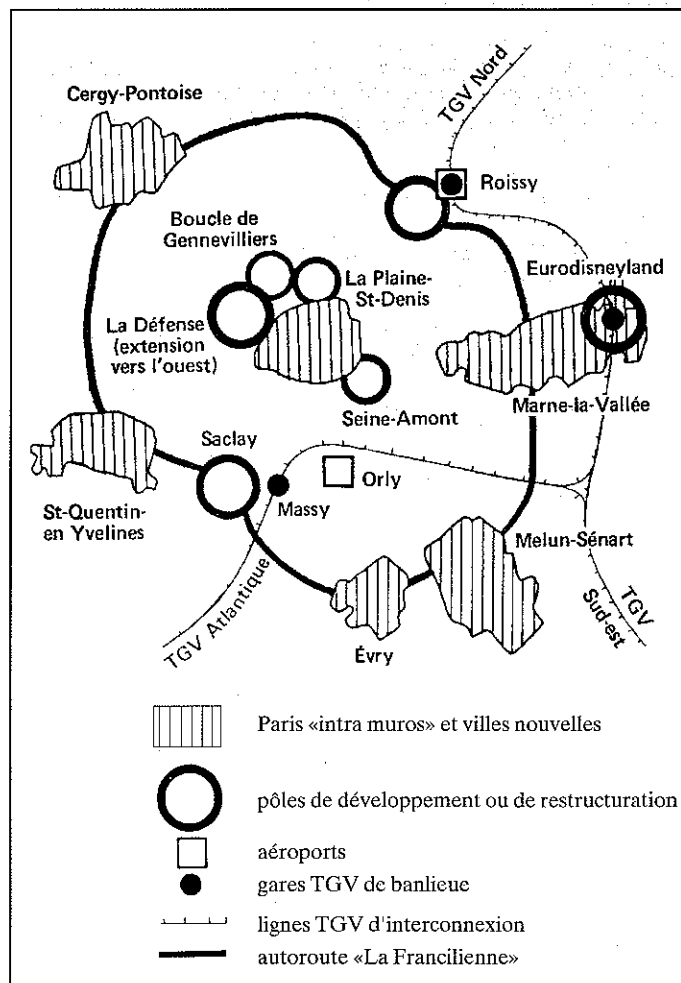 Cergy-Pontoise
TGV Nord
Roissy
Boucle de
Gennevilliers
La Plaine-
St-Denis
Eurodisneyland
La Défense
(extension
vers l'ouest)
Seine-Amont
Marne-la-Vallée
Saclay
Orly
St-Quentin-
en Yvelines
Massy
Melun-Sénart
TGV Atlantique
Évry
TGV
Sud-est
Paris «intra muros» et villes nouvelles
pôles de développement ou de restructuration
aéroports
gares TGV de banlieue
lignes TGV d'interconnexion
autoroute «La Francilienne»